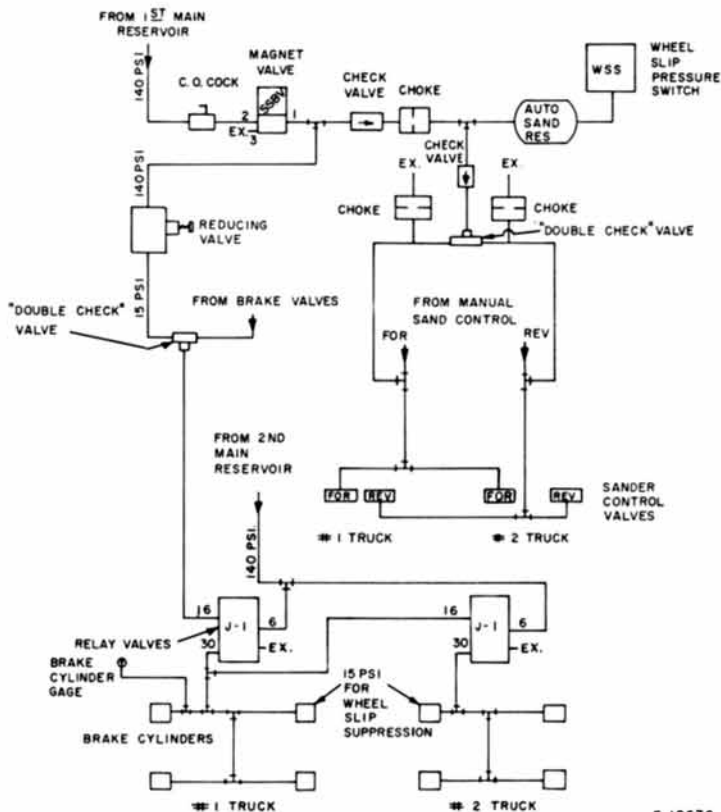 FROM 1ST MAIN
RESERVOIR
140 PSI
C.O. COCK
MAGNET
VALVE
SSBV
2
1
EX.
3
CHECK
VALVE
CHOKE
AUTO
SAND
RES
WSS
WHEEL
SLIP
PRESSURE
SWITCH
CHECK
VALVE
EX.
EX.
CHOKE
CHOKE
"DOUBLE CHECK" VALVE
140 PSI
REDUCING
VALVE
15 PSI
"DOUBLE CHECK"
VALVE
FROM BRAKE VALVES
FROM MANUAL
SAND CONTROL
FOR
REV
FROM 2ND
MAIN
RESERVOIR
140 PSI.
FOR
REV
FOR
REV
SANDER
CONTROL
VALVES
# 1 TRUCK
# 2 TRUCK
16
J-1
6
30
EX.
16
J-1
6
EX.
RELAY VALVES
BRAKE
CYLINDER
GAGE
15 PSI
FOR
WHEEL
SLIP
SUPPRESSION
BRAKE CYLINDERS
# 1 TRUCK
# 2 TRUCK